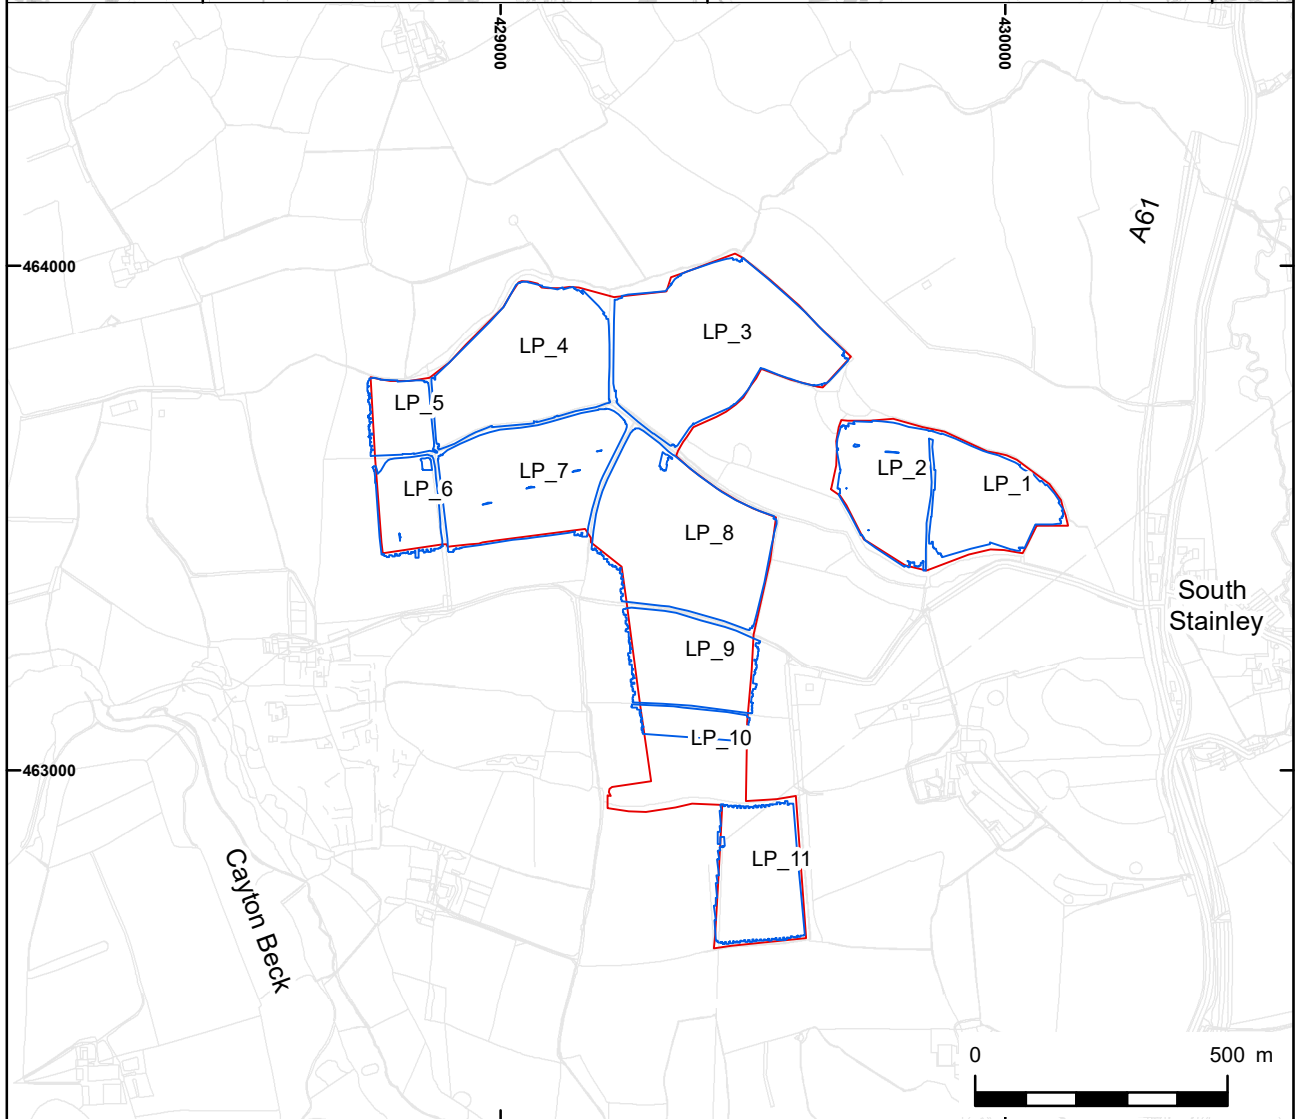 429000
430000
A61
464000
LP_3
LP_4
LP_5
LP_2
LP_7
LP_1
LP_6
LP_8
South
Stainley
LP_9
LP_10
463000
LP_11
Cayton Beck
0
500 m